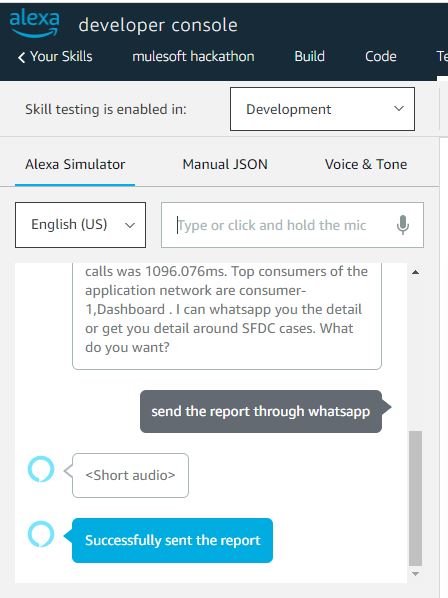 alexa developer console
< Your Skills mulesoft hackathon Build Code Te
Skill testing is enabled in: Development
Alexa Simulator Manual JSON Voice & Tone
English (US) Type or click and hold the mic
calls was 1096.076ms. Top consumers of the
application network are consumer-
1,Dashboard . I can whatsapp you the detail
or get you detail around SFDC cases. What
do you want?
send the report through whatsapp
<Short audio>
Successfully sent the report